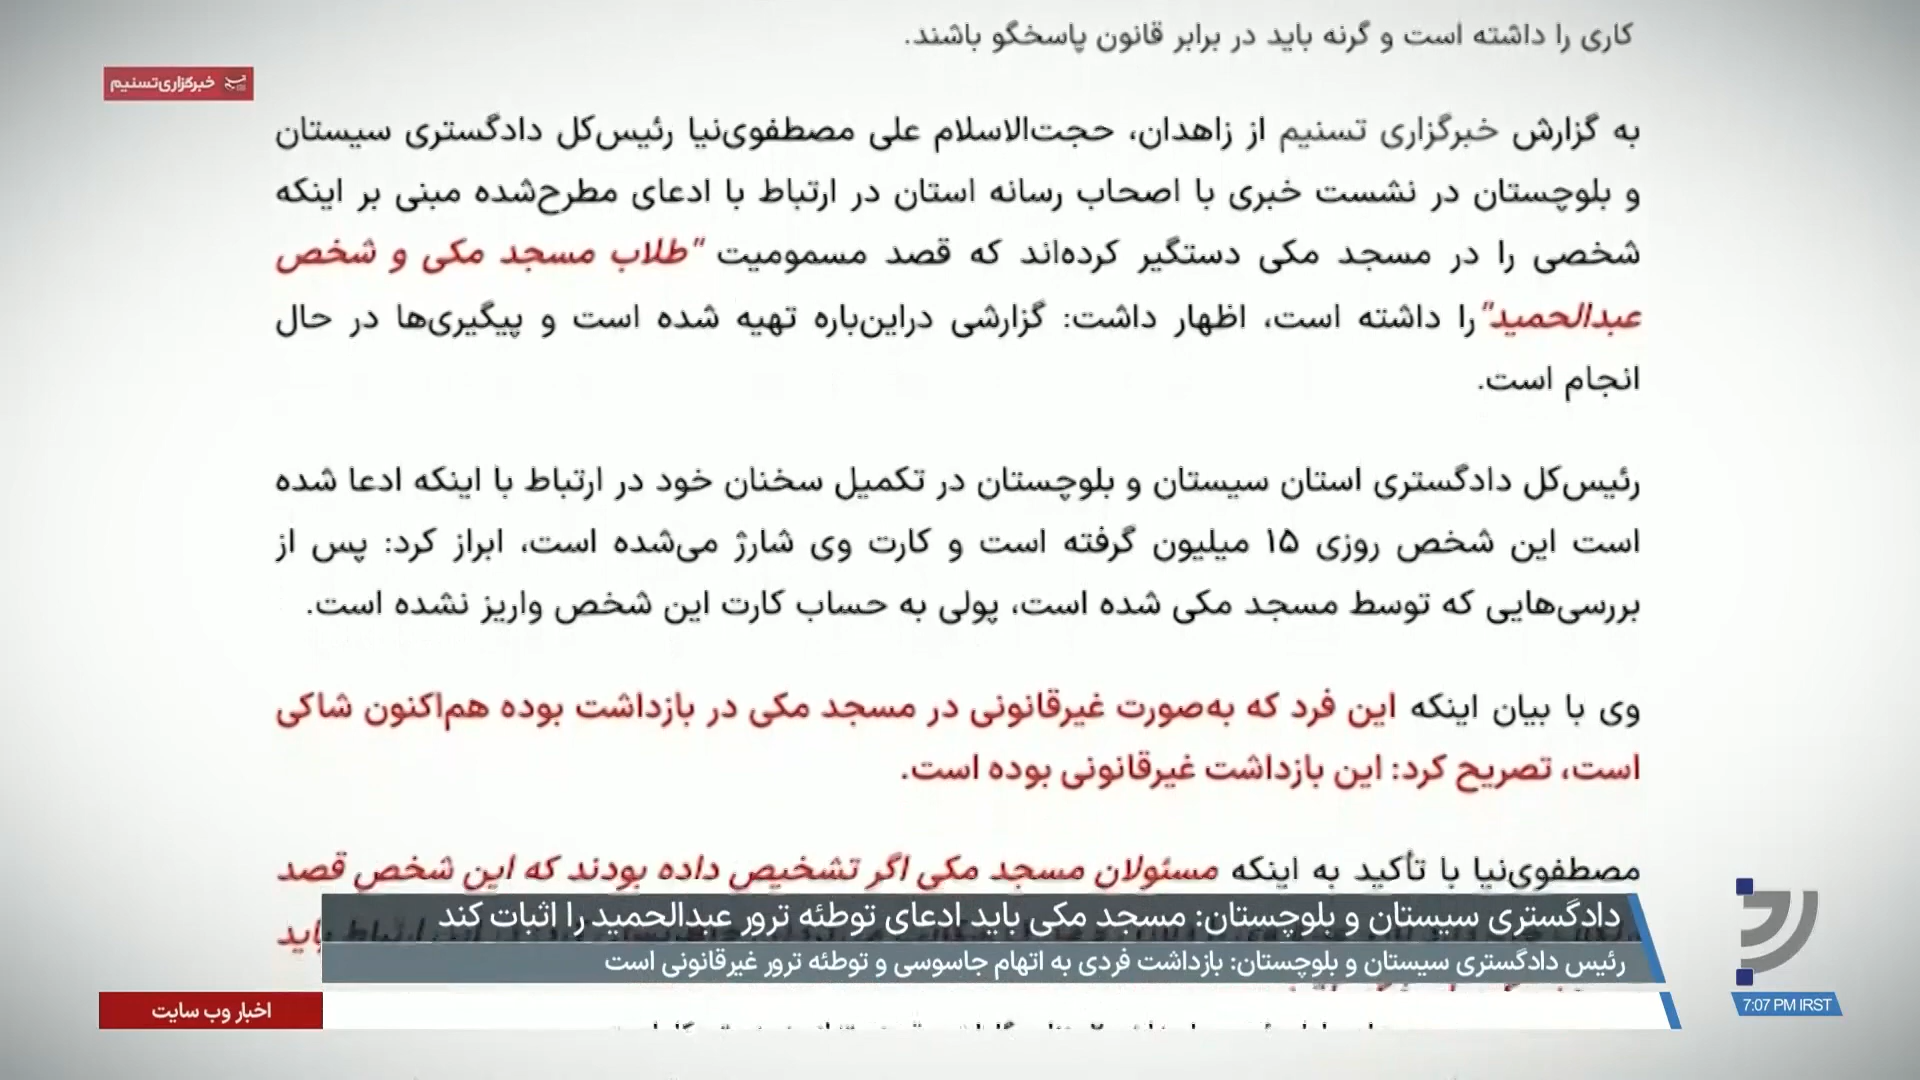 کاری را داشته است و گرنه باید در برابر قانون پاسخگو باشند.
خبرگزاری تسنیم
به گزارش خبرگزاری تسنیم از زاهدان، حجت‌الاسلام علی مصطفوی‌نیا رئیس‌کل دادگستری سیستان
و بلوچستان در نشست خبری با اصحاب رسانه استان در ارتباط با ادعای مطرح‌شده مبنی بر اینکه
شخصی را در مسجد مکی دستگیر کرده‌اند که قصد مسمومیت "طلاب مسجد مکی و شخص
عبدالحمید" را داشته است، اظهار داشت: گزارشی دراین‌باره تهیه شده است و پیگیری‌ها در حال
انجام است.
رئیس‌کل دادگستری استان سیستان و بلوچستان در تکمیل سخنان خود در ارتباط با اینکه ادعا شده
است این شخص روزی ۱۵ میلیون گرفته است و کارت وی شارژ می‌شده است، ابراز کرد: پس از
بررسی‌هایی که توسط مسجد مکی شده است، پولی به حساب کارت این شخص واریز نشده است.
وی با بیان اینکه این فرد که به‌صورت غیرقانونی در مسجد مکی در بازداشت بوده هم‌اکنون شاکی
است، تصریح کرد: این بازداشت غیرقانونی بوده است.
مصطفوی‌نیا با تأکید به اینکه مسئولان مسجد مکی اگر تشخیص داده بودند که این شخص قصد
باید
دادگستری سیستان و بلوچستان: مسجد مکی باید ادعای توطئه ترور عبدالحمید را اثبات کند
رئیس دادگستری سیستان و بلوچستان: بازداشت فردی به اتهام جاسوسی و توطئه ترور غیرقانونی است
اخبار وب سایت
7:07 PM IRST